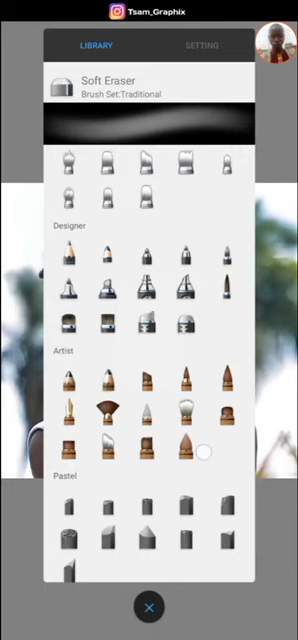 Tsam_Graphix
LIBRARY
SETTING
Soft Eraser
Brush Set:Traditional
Designer
Artist
Pastel